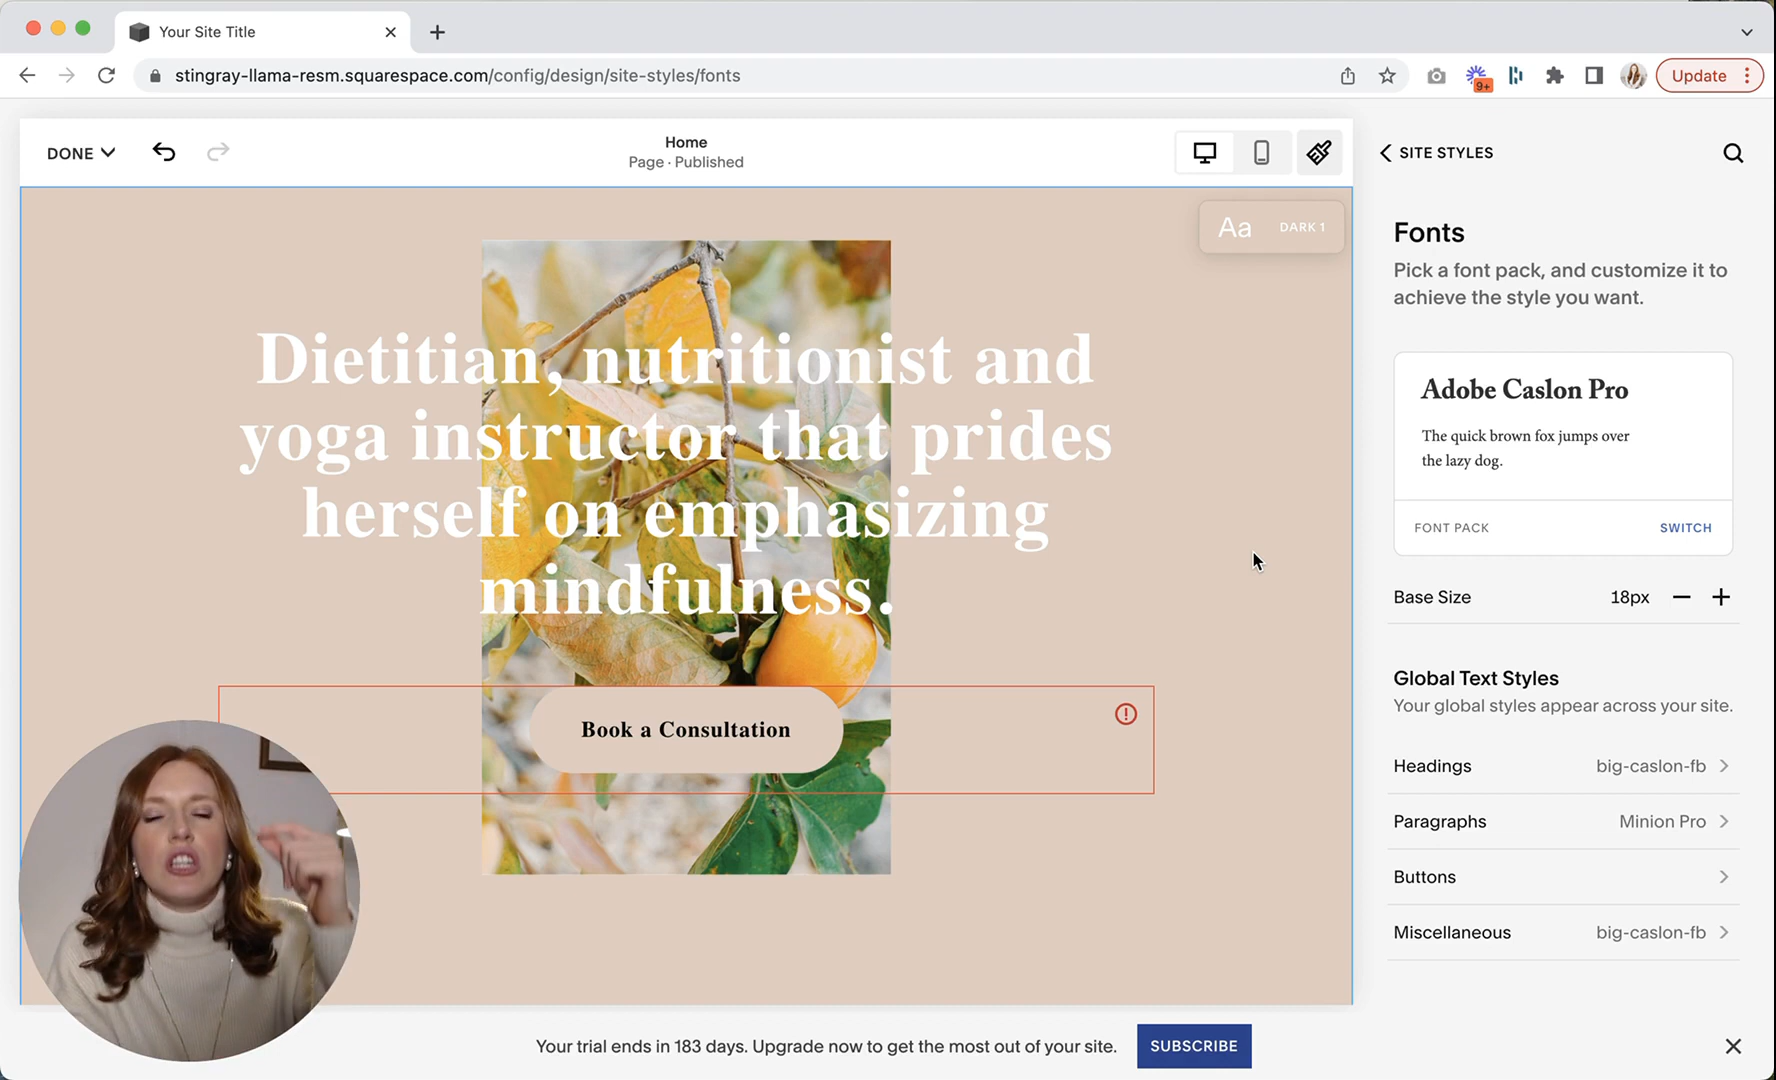 Your Site Title
stingray-llama-resm.squarespace.com/config/design/site-styles/fonts
9+
Update
DONE
Home
Page · Published
SITE STYLES
Aa DARK 1
Dietitian, nutritionist and
yoga instructor that prides
herself on emphasizing
mindfulness.
Book a Consultation
Fonts
Pick a font pack, and customize it to
achieve the style you want.
Adobe Caslon Pro
The quick brown fox jumps over
the lazy dog.
FONT PACK SWITCH
Base Size 18px
Global Text Styles
Your global styles appear across your site.
Headings big-caslon-fb
Paragraphs Minion Pro
Buttons
Miscellaneous big-caslon-fb
Your trial ends in 183 days. Upgrade now to get the most out of your site. SUBSCRIBE